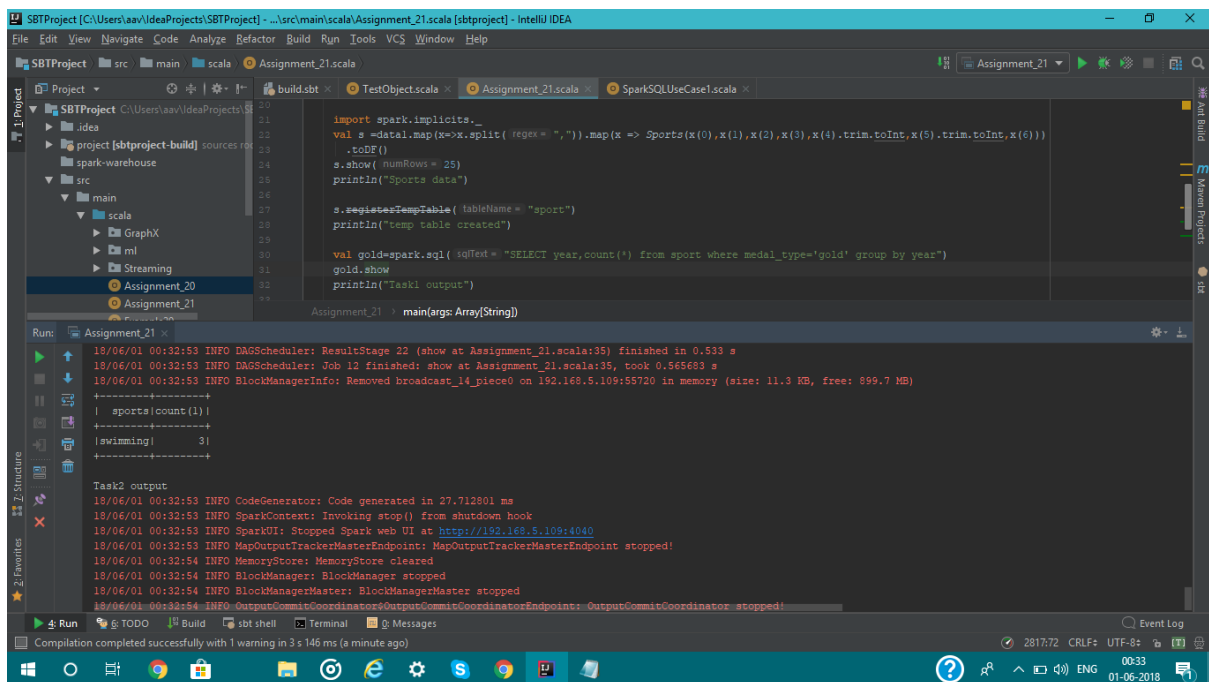 SBTProject [C:\Users\aav\IdeaProjects\SBTProject] - ...\src\main\scala\Assignment_21.scala [sbtproject] - IntelliJ IDEA
File Edit View Navigate Code Analyze Refactor Build Run Tools VCS Window Help
SBTProject src main scala Assignment_21.scala
Assignment_21
Project
build.sbt TestObject.scala Assignment_21.scala SparkSQLUseCase1.scala
1: Project
SBTProject C:\Users\aav\IdeaProjects\SB
.idea
project [sbtproject-build] sources roo
spark-warehouse
src
main
scala
GraphX
ml
Streaming
Assignment_20
Assignment_21
20
21 import spark.implicits._
22 val s =data1.map(x=>x.split( regex = ",")).map(x => Sports(x(0),x(1),x(2),x(3),x(4).trim.toInt,x(5).trim.toInt,x(6)))
23 .toDF()
24 s.show( numRows = 25)
25 println("Sports data")
26
27 s.registerTempTable( tableName = "sport")
28 println("temp table created")
29
30 val gold=spark.sql( sqlText = "SELECT year,count(*) from sport where medal_type='gold' group by year")
31 gold.show
32 println("Task1 output")
Assignment_21 main(args: Array[String])
Ant Build
Maven Projects
sbt
Run: Assignment_21
18/06/01 00:32:53 INFO DAGScheduler: ResultStage 22 (show at Assignment_21.scala:35) finished in 0.533 s
18/06/01 00:32:53 INFO DAGScheduler: Job 12 finished: show at Assignment_21.scala:35, took 0.565683 s
18/06/01 00:32:53 INFO BlockManagerInfo: Removed broadcast_14_piece0 on 192.168.5.109:55720 in memory (size: 11.3 KB, free: 899.7 MB)
+--------+--------+
| sports|count(1)|
+--------+--------+
|swimming| 3|
+--------+--------+
Task2 output
18/06/01 00:32:53 INFO CodeGenerator: Code generated in 27.712801 ms
18/06/01 00:32:53 INFO SparkContext: Invoking stop() from shutdown hook
18/06/01 00:32:53 INFO SparkUI: Stopped Spark web UI at http://192.168.5.109:4040
18/06/01 00:32:53 INFO MapOutputTrackerMasterEndpoint: MapOutputTrackerMasterEndpoint stopped!
18/06/01 00:32:54 INFO MemoryStore: MemoryStore cleared
18/06/01 00:32:54 INFO BlockManager: BlockManager stopped
18/06/01 00:32:54 INFO BlockManagerMaster: BlockManagerMaster stopped
18/06/01 00:32:54 INFO OutputCommitCoordinator$OutputCommitCoordinatorEndpoint: OutputCommitCoordinator stopped!
7: Structure
2: Favorites
4: Run 6: TODO Build sbt shell Terminal 0: Messages Event Log
Compilation completed successfully with 1 warning in 3 s 146 ms (a minute ago) 2817:72 CRLF UTF-8
ENG 00:33
01-06-2018